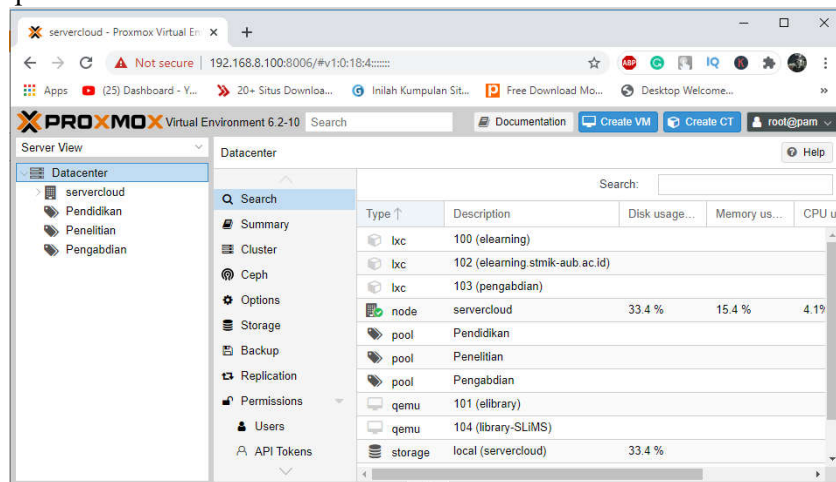 servercloud - Proxmox Virtual En
Not secure | 192.168.8.100:8006/#v1:0:18:4:::::::
ABP
IQ
K
Apps
(25) Dashboard - Y...
20+ Situs Downloa...
Inilah Kumpulan Sit...
Free Download Mo...
Desktop Welcome...
»
PROXMOX Virtual Environment 6.2-10
Search
Documentation
Create VM
Create CT
root@pam
Server View
Datacenter
Help
Datacenter
servercloud
Pendidikan
Penelitian
Pengabdian
Search
Summary
Cluster
Ceph
Options
Storage
Backup
Replication
Permissions
Users
API Tokens
Search:
Type ↑ Description Disk usage... Memory us... CPU u
lxc 100 (elearning)
lxc 102 (elearning.stmik-aub.ac.id)
lxc 103 (pengabdian)
node servercloud 33.4 % 15.4 % 4.1%
pool Pendidikan
pool Penelitian
pool Pengabdian
qemu 101 (elibrary)
qemu 104 (library-SLiMS)
storage local (servercloud) 33.4 %